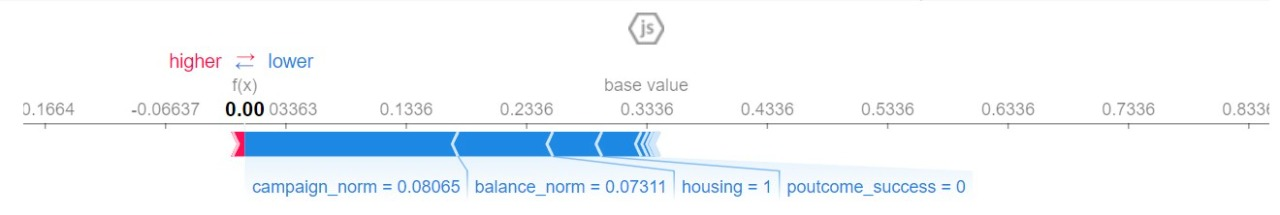 js
higher lower
f(x) base value
0.1664 -0.06637 0.00 03363 0.1336 0.2336 0.3336 0.4336 0.5336 0.6336 0.7336 0.8336
campaign_norm = 0.08065 balance_norm = 0.07311 housing = 1 poutcome_success = 0